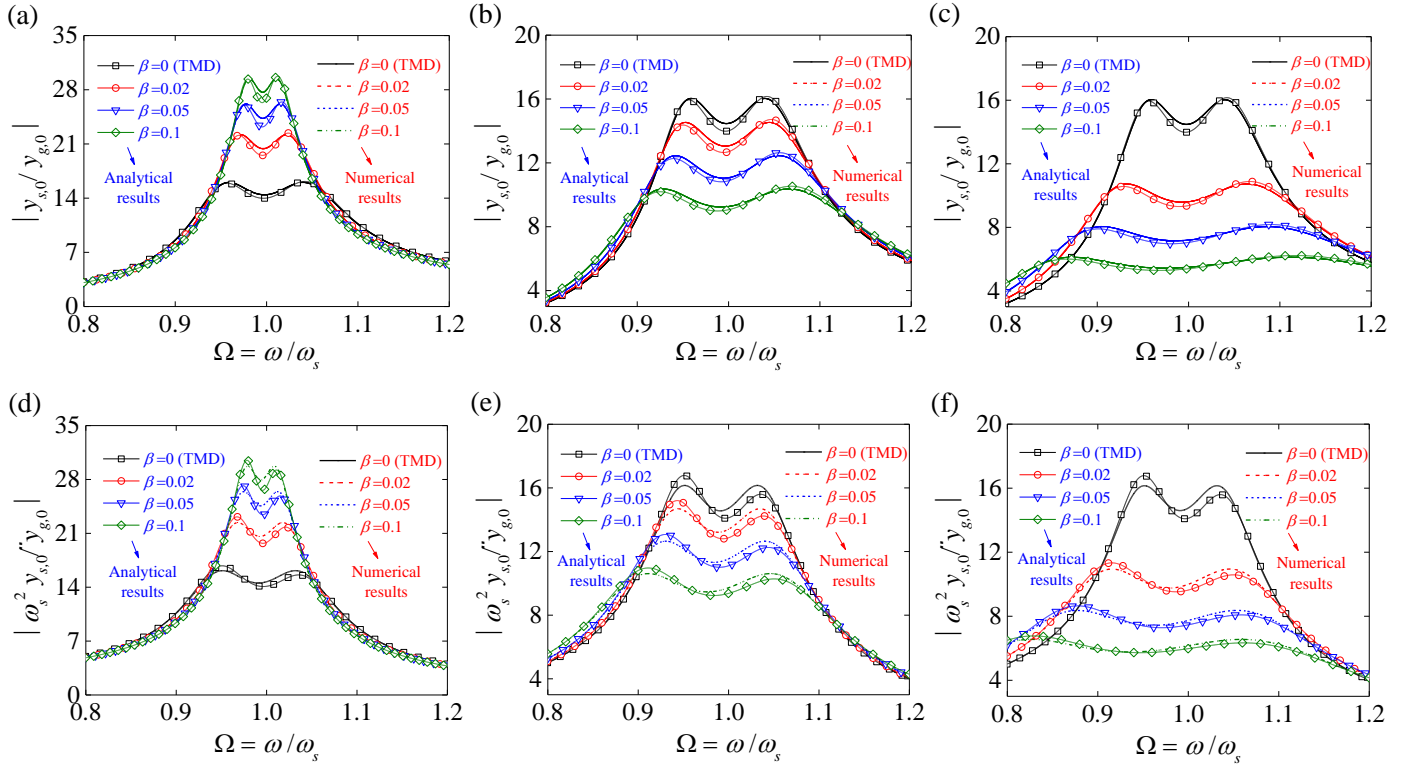 (a)
35
28
21
14
7
0
| y_{s,0} / y_{g,0} |
β=0 (TMD)
β=0.02
β=0.05
β=0.1
Analytical
results
β=0 (TMD)
β=0.02
β=0.05
β=0.1
Numerical
results
0.8 0.9 1.0 1.1 1.2
Ω = ω / ω_s
(b)
20
16
12
8
4
| y_{s,0} / y_{g,0} |
β=0 (TMD)
β=0.02
β=0.05
β=0.1
Analytical
results
β=0 (TMD)
β=0.02
β=0.05
β=0.1
Numerical
results
0.8 0.9 1.0 1.1 1.2
Ω = ω / ω_s
(c)
20
16
12
8
4
| y_{s,0} / y_{g,0} |
β=0 (TMD)
β=0.02
β=0.05
β=0.1
Analytical
results
β=0 (TMD)
β=0.02
β=0.05
β=0.1
Numerical
results
0.8 0.9 1.0 1.1 1.2
Ω = ω / ω_s
(d)
35
28
21
14
7
0
| ω_s^2 y_{s,0} / ÿ_{g,0} |
β=0 (TMD)
β=0.02
β=0.05
β=0.1
Analytical
results
β=0 (TMD)
β=0.02
β=0.05
β=0.1
Numerical
results
0.8 0.9 1.0 1.1 1.2
Ω = ω / ω_s
(e)
20
16
12
8
4
| ω_s^2 y_{s,0} / ÿ_{g,0} |
β=0 (TMD)
β=0.02
β=0.05
β=0.1
Analytical
results
β=0 (TMD)
β=0.02
β=0.05
β=0.1
Numerical
results
0.8 0.9 1.0 1.1 1.2
Ω = ω / ω_s
(f)
20
16
12
8
4
| ω_s^2 y_{s,0} / ÿ_{g,0} |
β=0 (TMD)
β=0.02
β=0.05
β=0.1
Analytical
results
β=0 (TMD)
β=0.02
β=0.05
β=0.1
Numerical
results
0.8 0.9 1.0 1.1 1.2
Ω = ω / ω_s